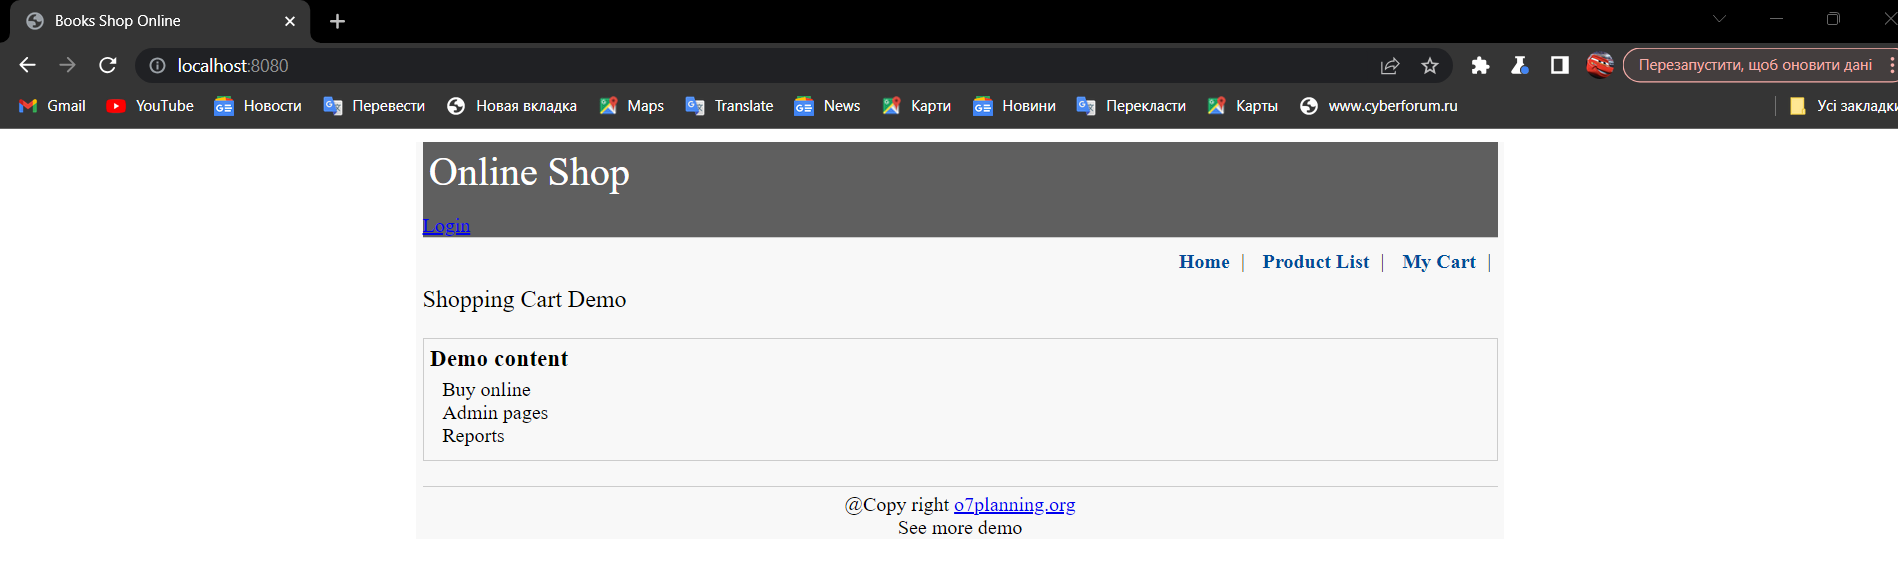 Books Shop Online
localhost:8080
Перезапустити, щоб оновити дані
Gmail YouTube Новости Перевести Новая вкладка Maps Translate News Карти Новини Перекласти Карты www.cyberforum.ru Усі закладки
Online Shop
Login
Home | Product List | My Cart |
Shopping Cart Demo
Demo content
Buy online
Admin pages
Reports
@Copy right o7planning.org
See more demo